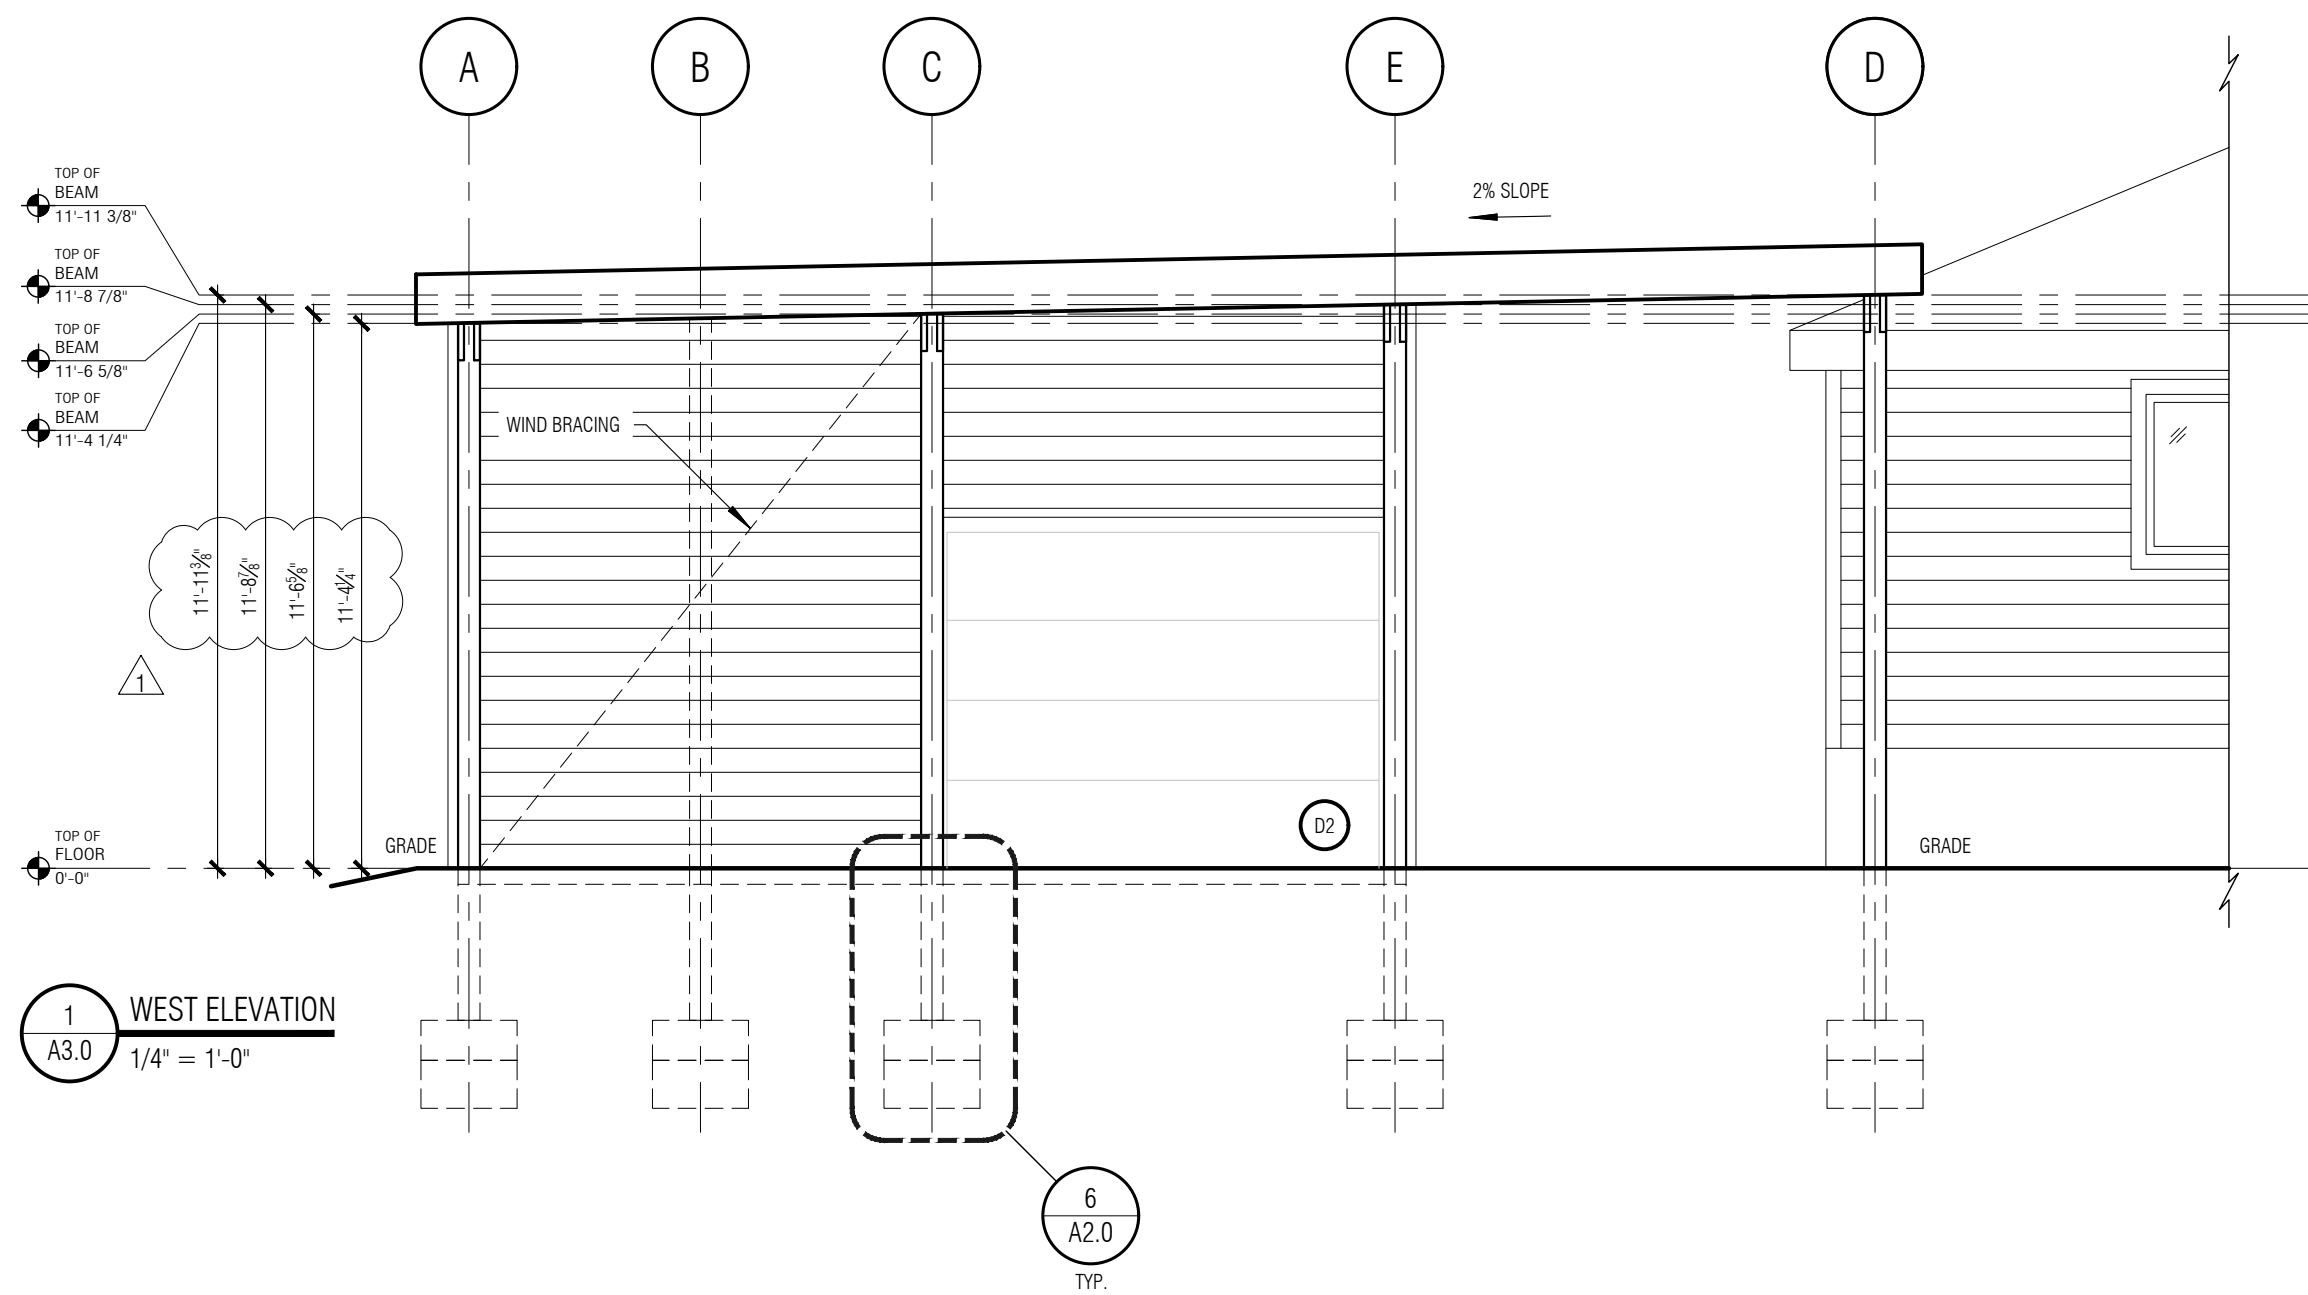 A
B
C
E
D
2% SLOPE
TOP OF
BEAM
11'-11 3/8"
TOP OF
BEAM
11'-8 7/8"
TOP OF
BEAM
11'-6 5/8"
TOP OF
BEAM
11'-4 1/4"
WIND BRACING
11'-11⅜"
11'-8⅞"
11'-6⅝"
11'-4¼"
1
D2
TOP OF
FLOOR
0'-0"
GRADE
GRADE
1
A3.0
WEST ELEVATION
1/4" = 1'-0"
6
A2.0
TYP.